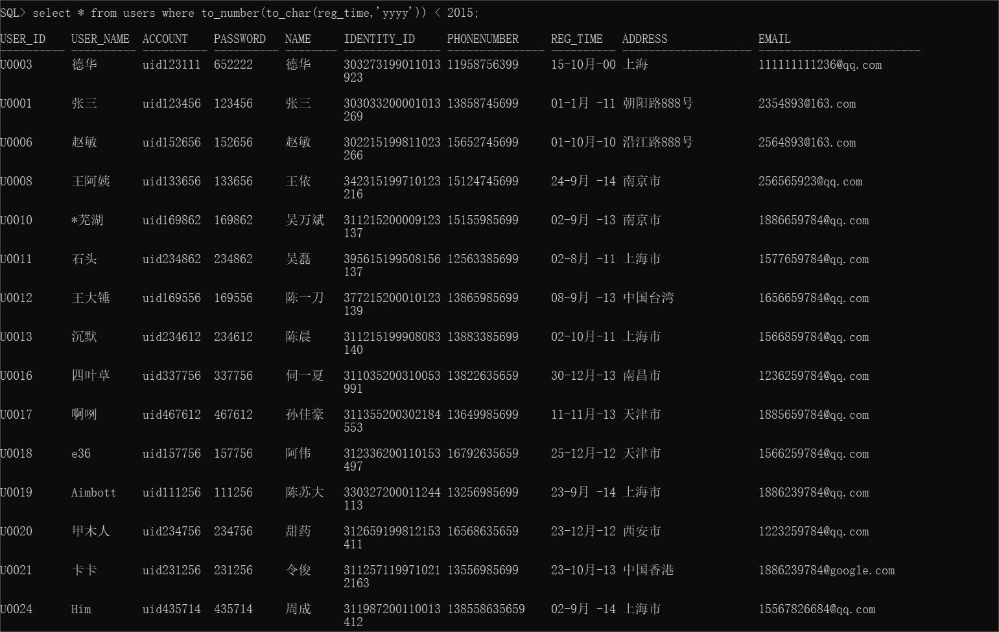 SQL> select * from users where to_number(to_char(reg_time,'yyyy')) < 2015;
USER_ID    USER_NAME  ACCOUNT    PASSWORD   NAME     IDENTITY_ID     PHONENUMBER     REG_TIME   ADDRESS              EMAIL
---------- ---------- ---------- ---------- -------- --------------- --------------- ---------- -------------------- -------------------------
U0003      德华       uid123111  652222     德华     303273199011013 11958756399     15-10月-00 上海                 111111111236@qq.com
923
U0001      张三       uid123456  123456     张三     303033200001013 13858745699     01-1月 -11 朝阳路888号          2354893@163.com
269
U0006      赵敏       uid152656  152656     赵敏     302215199811023 15652745699     01-10月-10 沿江路888号          2564893@163.com
266
U0008      王阿姨     uid133656  133656     王依     342315199710123 15124745699     24-9月 -14 南京市               256565923@qq.com
216
U0010      *芜湖      uid169862  169862     吴万斌   311215200009123 15155985699     02-9月 -13 南京市               1886659784@qq.com
137
U0011      石头       uid234862  234862     吴磊     395615199508156 12563385699     02-8月 -11 上海市               1577659784@qq.com
137
U0012      王大锤     uid169556  169556     陈一刀   377215200010123 13865985699     08-9月 -13 中国台湾             1656659784@qq.com
139
U0013      沉默       uid234612  234612     陈晨     311215199908083 13883385699     02-10月-11 上海市               1566859784@qq.com
140
U0016      四叶草     uid337756  337756     伺一夏   311035200310053 13822635659     30-12月-13 南昌市               1236259784@qq.com
991
U0017      啊咧       uid467612  467612     孙佳豪   311355200302184 13649985699     11-11月-13 天津市               1885659784@qq.com
553
U0018      e36        uid157756  157756     阿伟     312336200110153 16792635659     25-12月-12 天津市               1566259784@qq.com
497
U0019      Aimbott    uid111256  111256     陈苏大   330327200011244 13256985699     23-9月 -14 上海市               1886239784@qq.com
113
U0020      甲木人     uid234756  234756     甜药     312659199812153 16568635659     23-12月-12 西安市               1223259784@qq.com
411
U0021      卡卡       uid231256  231256     令俊     311257119971021 13556985699     23-10月-13 中国香港             1886239784@google.com
2163
U0024      Him        uid435714  435714     周成     311987200110013 138558635659    02-9月 -14 上海市               15567826684@qq.com
412